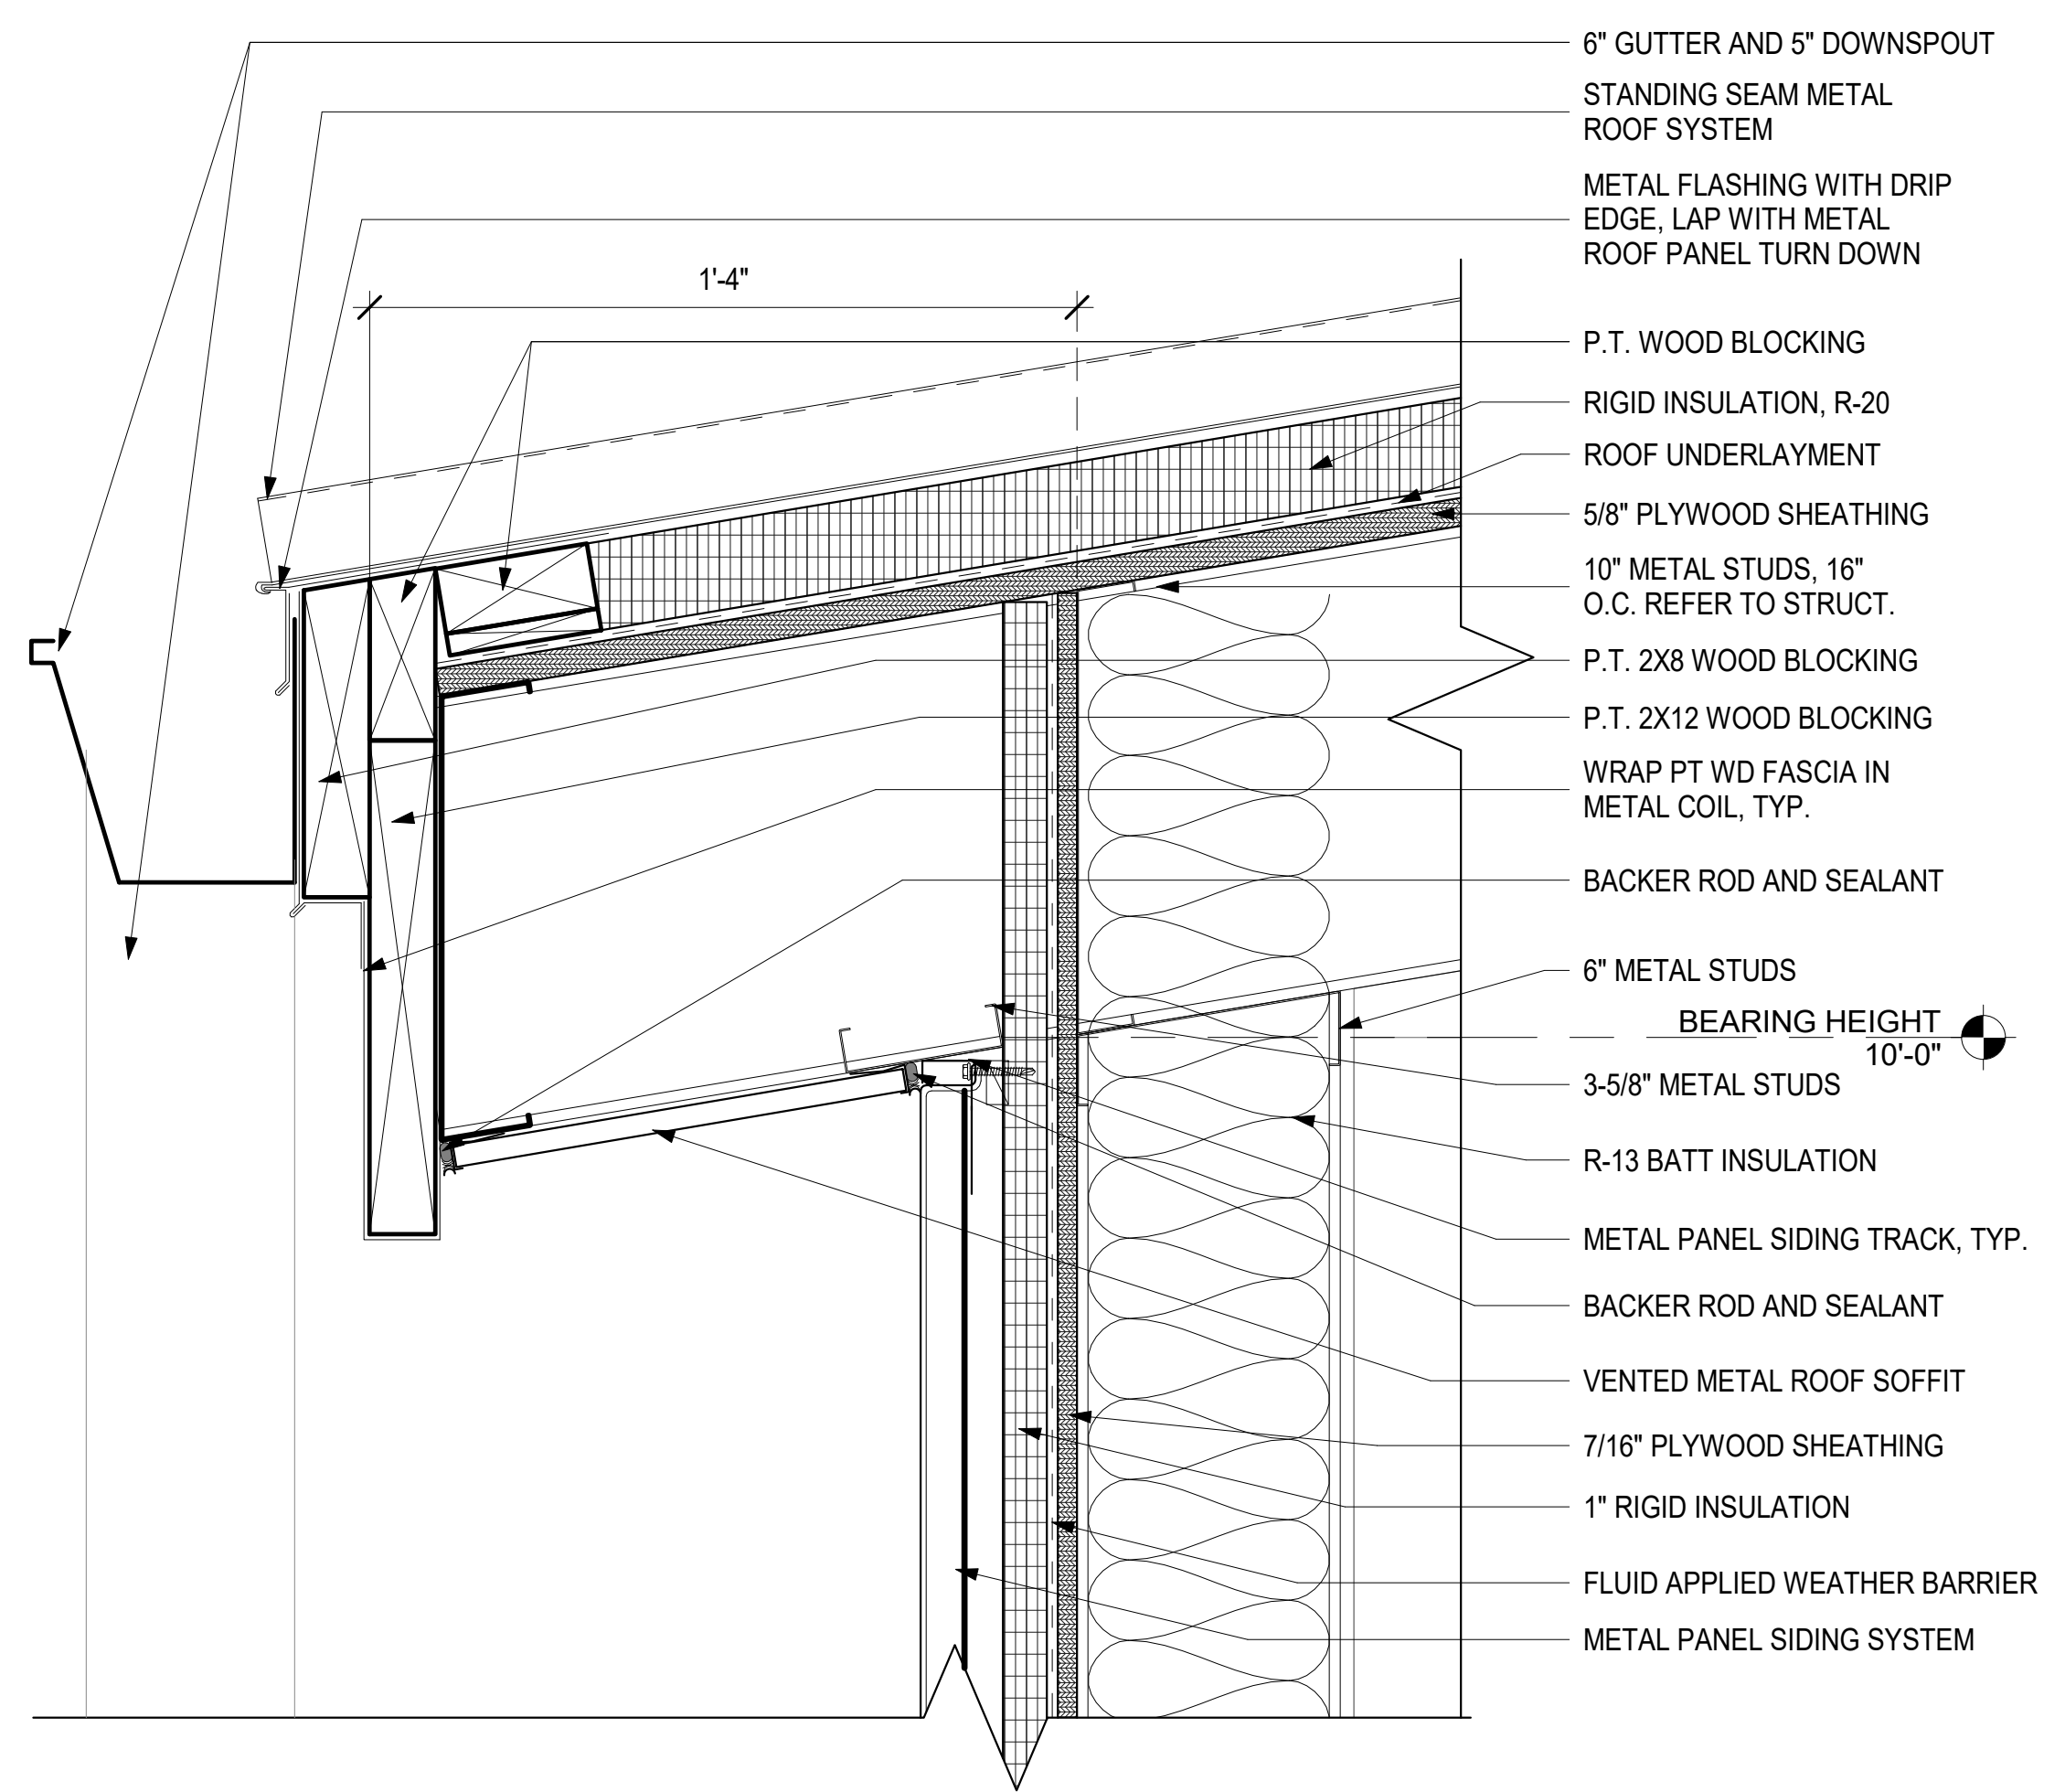 6" GUTTER AND 5" DOWNSPOUT
STANDING SEAM METAL
ROOF SYSTEM
METAL FLASHING WITH DRIP
EDGE, LAP WITH METAL
ROOF PANEL TURN DOWN
1'-4"
P.T. WOOD BLOCKING
RIGID INSULATION, R-20
ROOF UNDERLAYMENT
5/8" PLYWOOD SHEATHING
10" METAL STUDS, 16"
O.C. REFER TO STRUCT.
P.T. 2X8 WOOD BLOCKING
P.T. 2X12 WOOD BLOCKING
WRAP PT WD FASCIA IN
METAL COIL, TYP.
BACKER ROD AND SEALANT
6" METAL STUDS
BEARING HEIGHT
10'-0"
3-5/8" METAL STUDS
R-13 BATT INSULATION
METAL PANEL SIDING TRACK, TYP.
BACKER ROD AND SEALANT
VENTED METAL ROOF SOFFIT
7/16" PLYWOOD SHEATHING
1" RIGID INSULATION
FLUID APPLIED WEATHER BARRIER
METAL PANEL SIDING SYSTEM